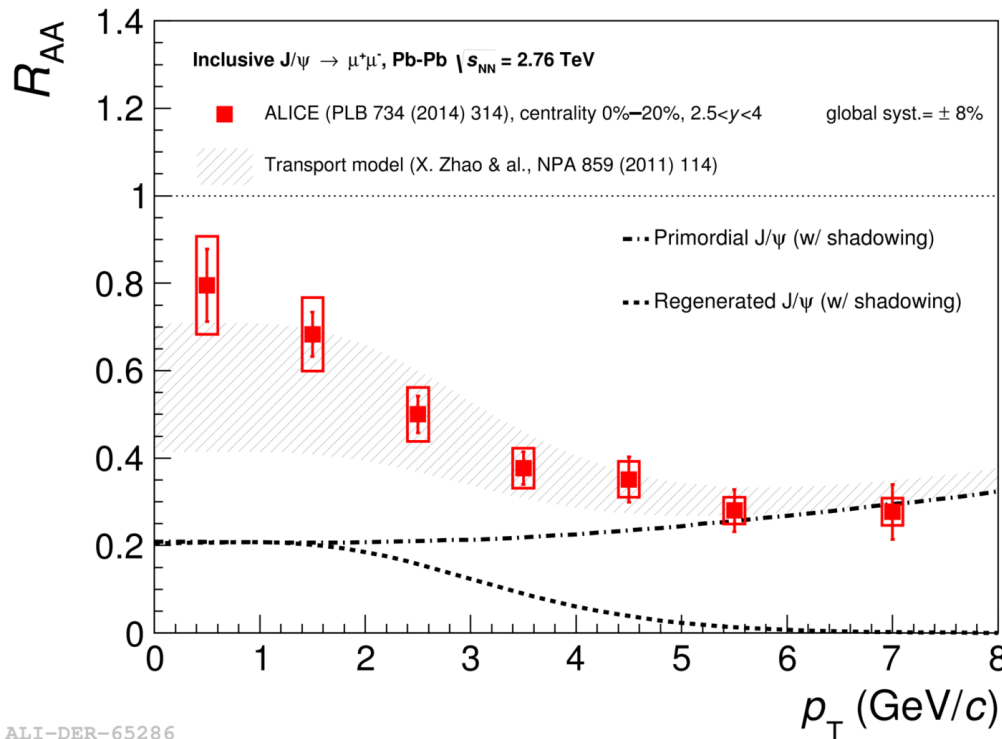 R_AA
1.4
1.2
1
0.8
0.6
0.4
0.2
0
Inclusive J/ψ → μ⁺μ⁻, Pb-Pb √s_NN = 2.76 TeV
ALICE (PLB 734 (2014) 314), centrality 0%−20%, 2.5<y<4 global syst.= ± 8%
Transport model (X. Zhao & al., NPA 859 (2011) 114)
Primordial J/ψ (w/ shadowing)
Regenerated J/ψ (w/ shadowing)
0 1 2 3 4 5 6 7 8
p_T (GeV/c)
ALI−DER−65286